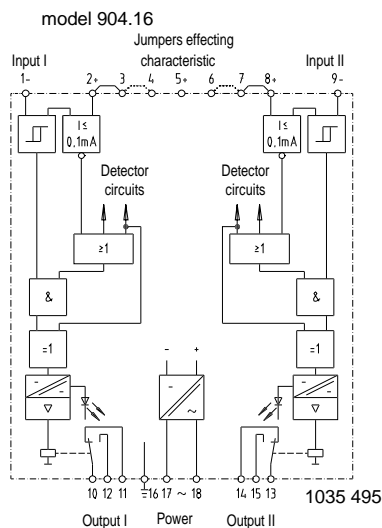 model 904.16
Jumpers effecting
characteristic
Input I
Input II
1- 2+ 3 4 5+ 6 7 8+ 9-
I≤
0,1mA
I≤
0,1mA
Detector
circuits
Detector
circuits
≥1
≥1
&
&
=1
=1
- +
-
-
-
~
-
-
▽
▽
10 12 11 ⏚16 17 ~ 18 14 15 13
1035 495
Output I
Power
Output II